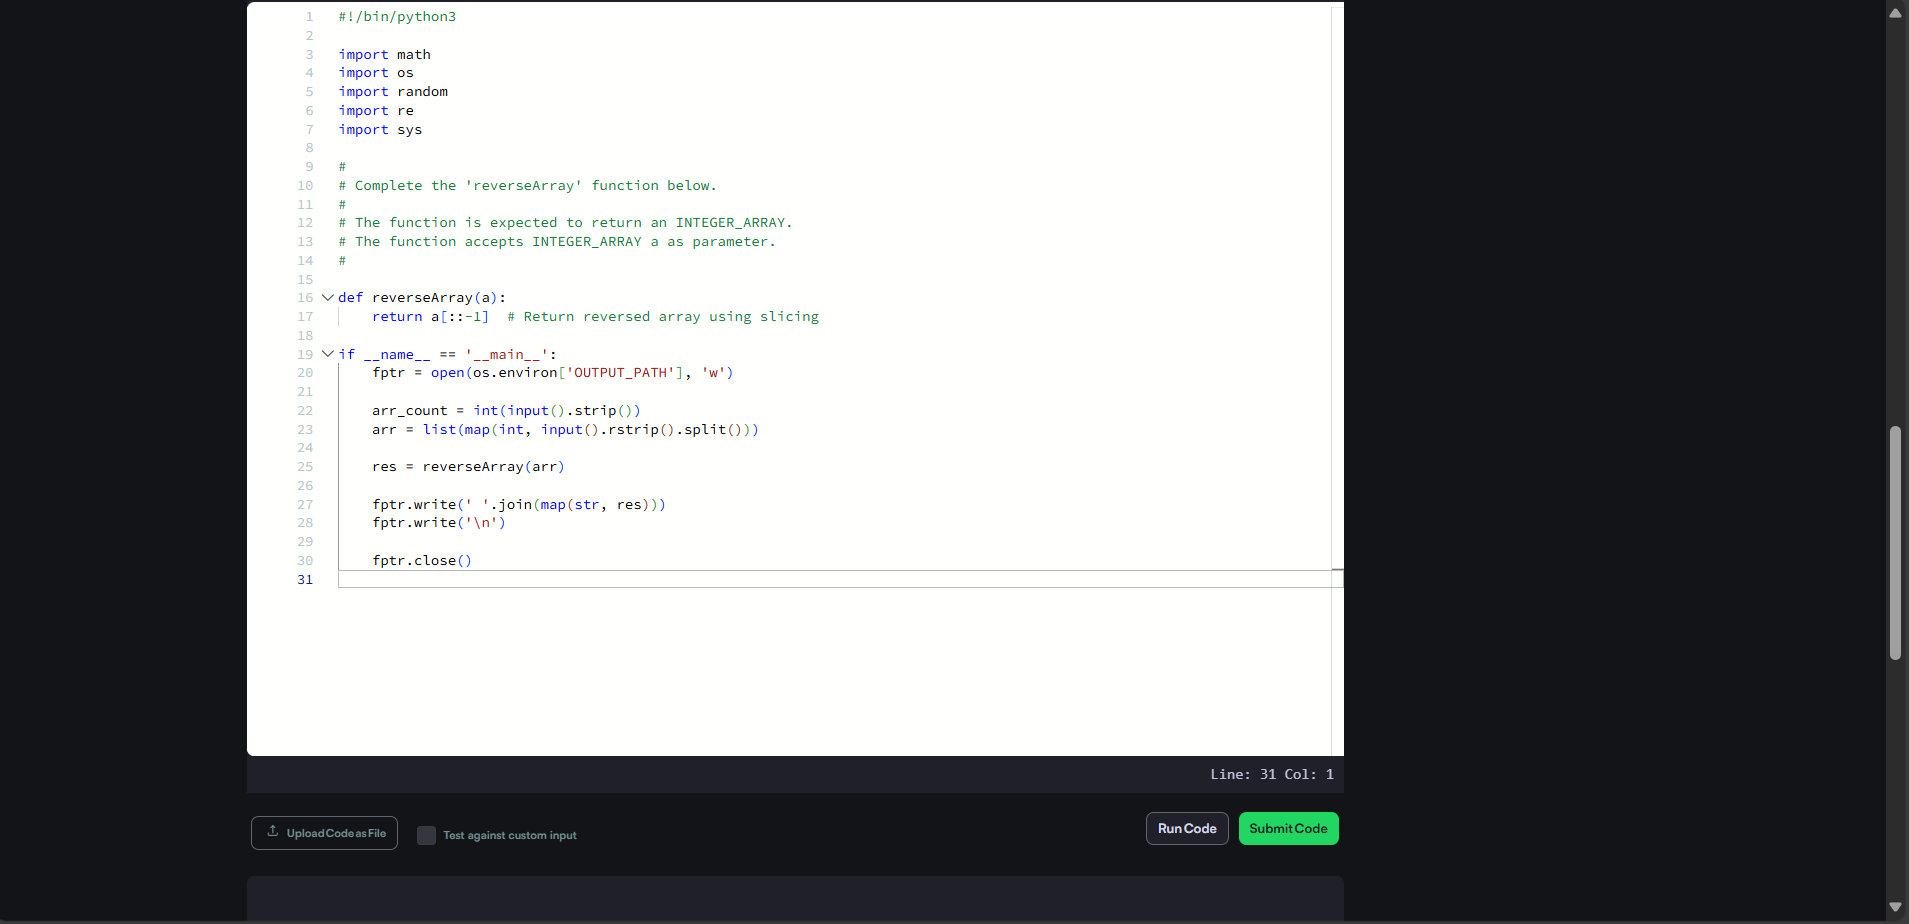 1 #!/bin/python3
2
3 import math
4 import os
5 import random
6 import re
7 import sys
8
9 #
10 # Complete the 'reverseArray' function below.
11 #
12 # The function is expected to return an INTEGER_ARRAY.
13 # The function accepts INTEGER_ARRAY a as parameter.
14 #
15
16 def reverseArray(a):
17     return a[::-1]  # Return reversed array using slicing
18
19 if __name__ == '__main__':
20     fptr = open(os.environ['OUTPUT_PATH'], 'w')
21
22     arr_count = int(input().strip())
23     arr = list(map(int, input().rstrip().split()))
24
25     res = reverseArray(arr)
26
27     fptr.write(' '.join(map(str, res)))
28     fptr.write('\n')
29
30     fptr.close()
31
Line: 31 Col: 1
Upload Code as File
Test against custom input
Run Code
Submit Code